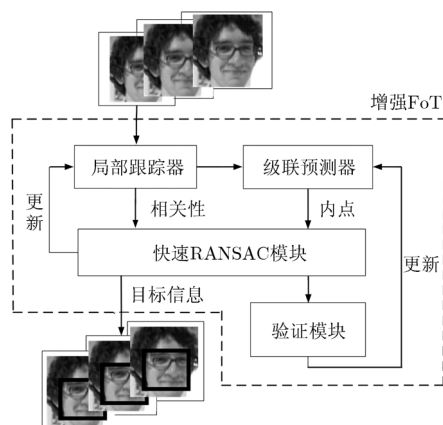 增强FoT
局部跟踪器
级联预测器
更新
相关性
内点
快速RANSAC模块
更新
目标信息
验证模块